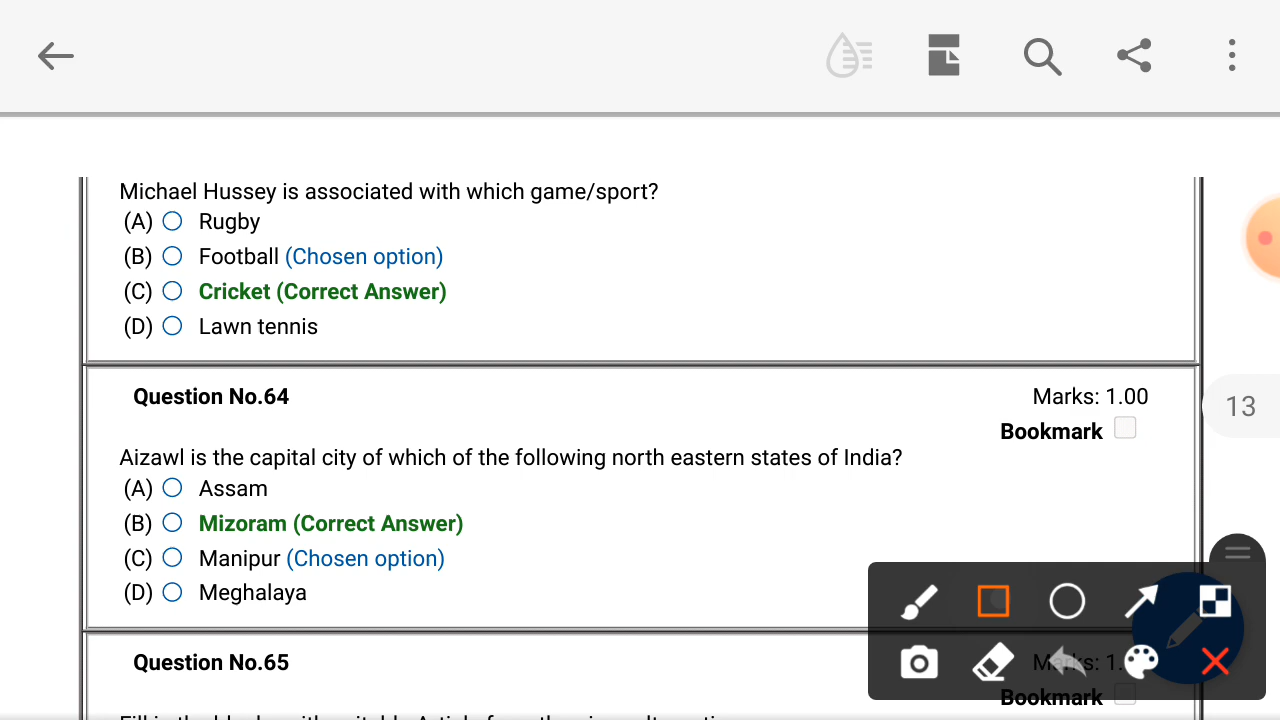 Michael Hussey is associated with which game/sport?
(A) Rugby
(B) Football (Chosen option)
(C) Cricket (Correct Answer)
(D) Lawn tennis
Question No.64 Marks: 1.00
Bookmark
13
Aizawl is the capital city of which of the following north eastern states of India?
(A) Assam
(B) Mizoram (Correct Answer)
(C) Manipur (Chosen option)
(D) Meghalaya
Question No.65
Bookmark